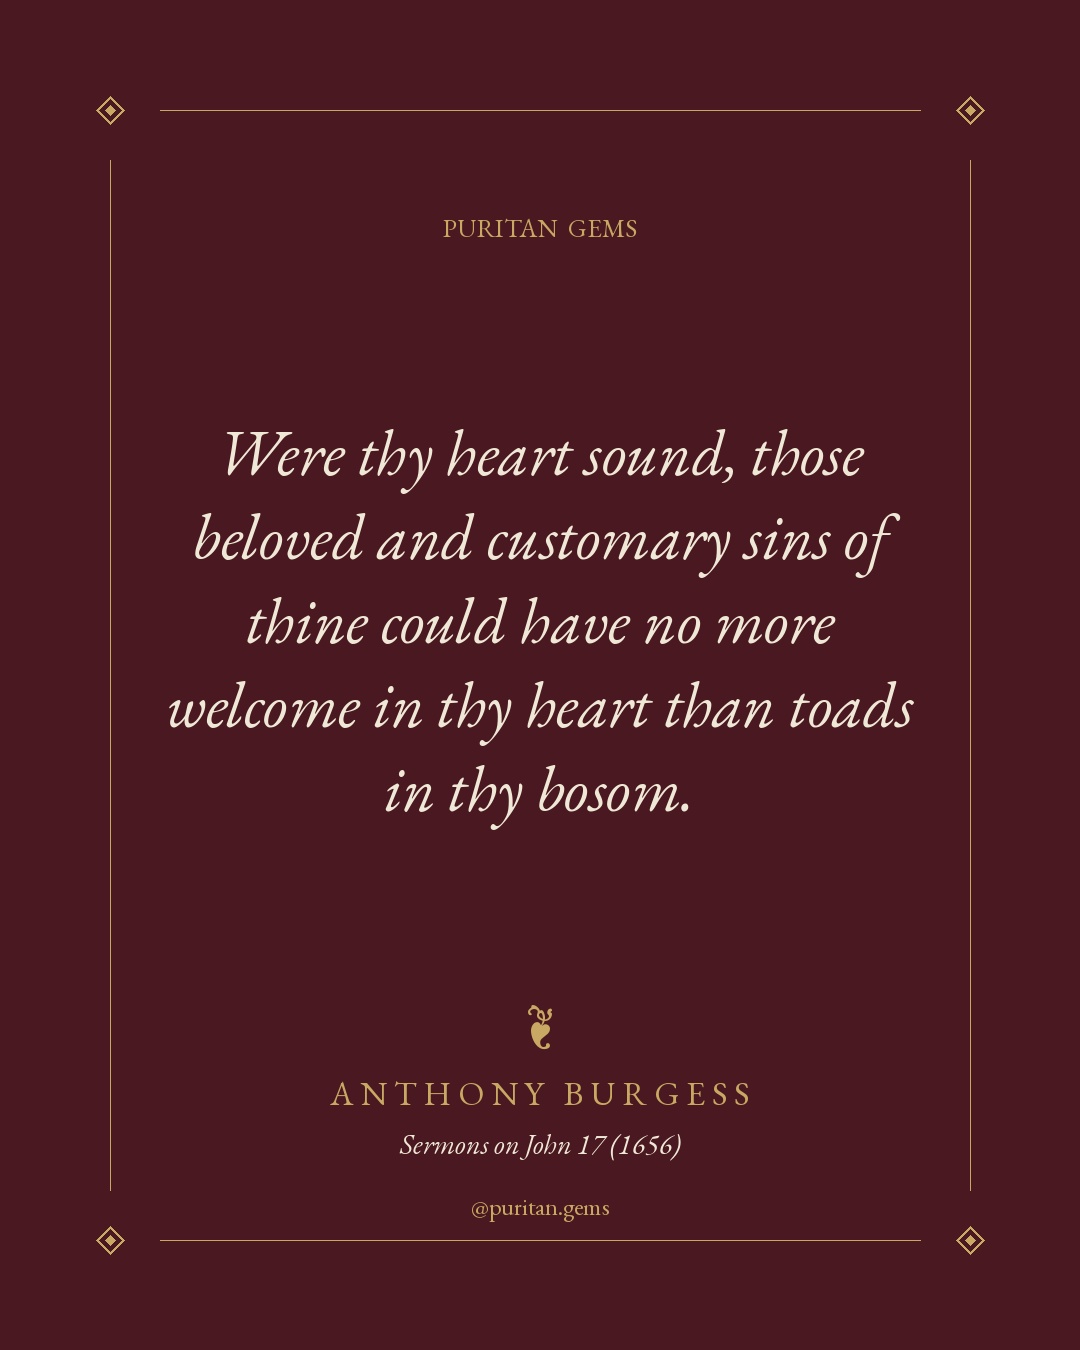 PURITAN GEMS
Were thy heart sound, those
beloved and customary sins of
thine could have no more
welcome in thy heart than toads
in thy bosom.
ANTHONY BURGESS
Sermons on John 17 (1656)
@puritan.gems